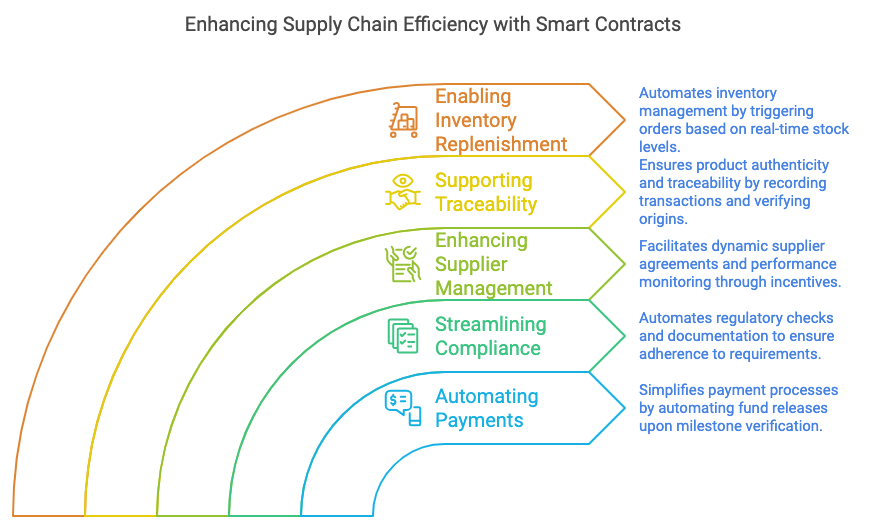 Enhancing Supply Chain Efficiency with Smart Contracts
Enabling
Inventory
Replenishment
Automates inventory
management by triggering
orders based on real-time stock
levels.
Supporting
Traceability
Ensures product authenticity
and traceability by recording
transactions and verifying
origins.
Enhancing
Supplier
Management
Facilitates dynamic supplier
agreements and performance
monitoring through incentives.
Streamlining
Compliance
Automates regulatory checks
and documentation to ensure
adherence to requirements.
$
Automating
Payments
Simplifies payment processes
by automating fund releases
upon milestone verification.